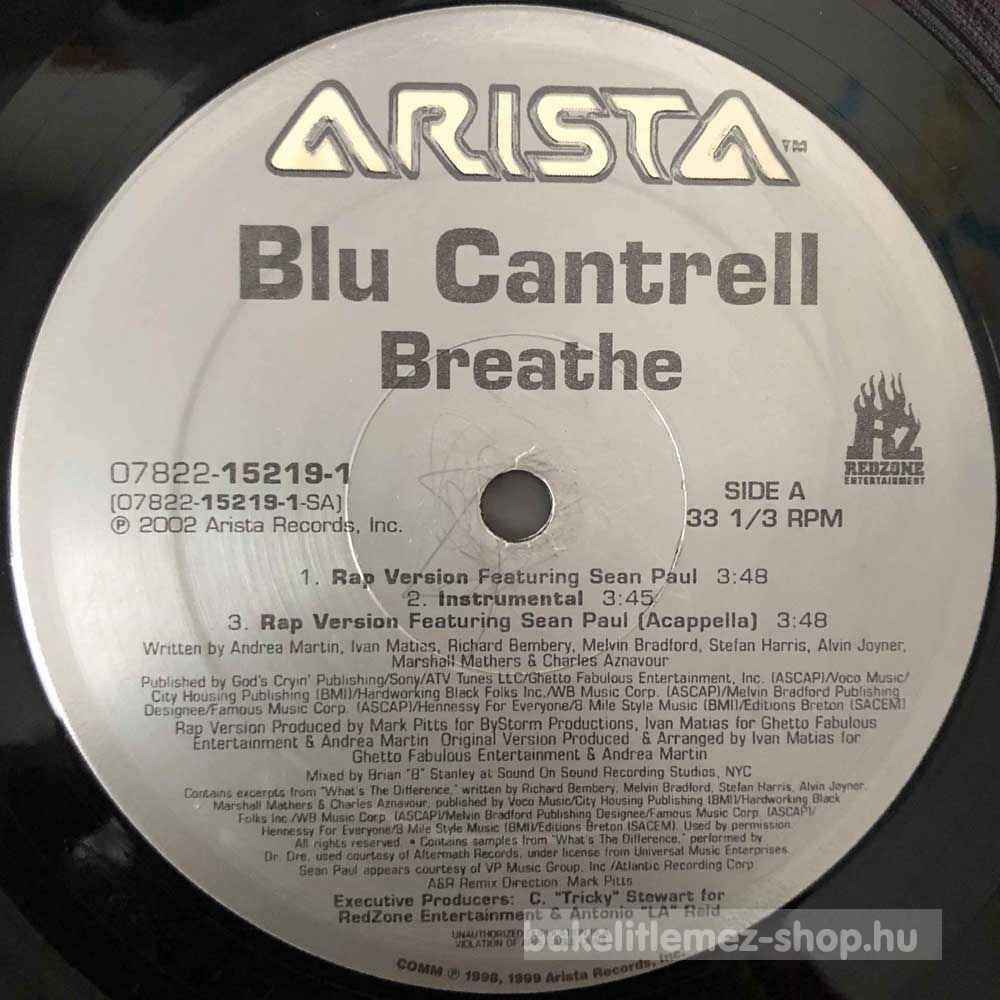 ARISTA™
Blu Cantrell
Breathe
RZ
REDZONE
ENTERTAINMENT
07822-15219-1
(07822-15219-1-SA)
℗ 2002 Arista Records, Inc.
SIDE A
33 1/3 RPM
1. Rap Version Featuring Sean Paul 3:48
2. Instrumental 3:45
3. Rap Version Featuring Sean Paul (Acappella) 3:48
Written by Andrea Martin, Ivan Matias, Richard Bembery, Melvin Bradford, Stefan Harris, Alvin Joyner,
Marshall Mathers & Charles Aznavour
Published by God's Cryin' Publishing/Sony/ATV Tunes LLC/Ghetto Fabulous Entertainment, Inc. (ASCAP)/Voco Music/
City Housing Publishing (BMI)/Hardworking Black Folks Inc./WB Music Corp. (ASCAP)/Melvin Bradford Publishing
Designee/Famous Music Corp. (ASCAP)/Hennessy For Everyone/8 Mile Style Music (BMI)/Editions Breton (SACEM)
Rap Version Produced by Mark Pitts for ByStorm Productions, Ivan Matias for Ghetto Fabulous
Entertainment & Andrea Martin Original Version Produced & Arranged by Ivan Matias for
Ghetto Fabulous Entertainment & Andrea Martin
Mixed by Brian "B" Stanley at Sound On Sound Recording Studios, NYC
Contains excerpts from "What's The Difference," written by Richard Bembery, Melvin Bradford, Stefan Harris, Alvin Joyner,
Marshall Mathers & Charles Aznavour, published by Voco Music/City Housing Publishing (BMI)/Hardworking Black
Folks Inc./WB Music Corp. (ASCAP)/Melvin Bradford Publishing Designee/Famous Music Corp. (ASCAP)/
Hennessy For Everyone/8 Mile Style Music (BMI)/Editions Breton (SACEM). Used by permission.
All rights reserved. • Contains samples from "What's The Difference," performed by
Dr. Dre, used courtesy of Aftermath Records, under license from Universal Music Enterprises.
Sean Paul appears courtesy of VP Music Group, Inc./Atlantic Recording Corp.
A&R Remix Direction: Mark Pitts
Executive Producers: C. "Tricky" Stewart for
RedZone Entertainment & Antonio "LA" Reid
UNAUTHORIZED
VIOLATION OF
bakelitlemez-shop.hu
COMM ℗ 1998, 1999 Arista Records, Inc.